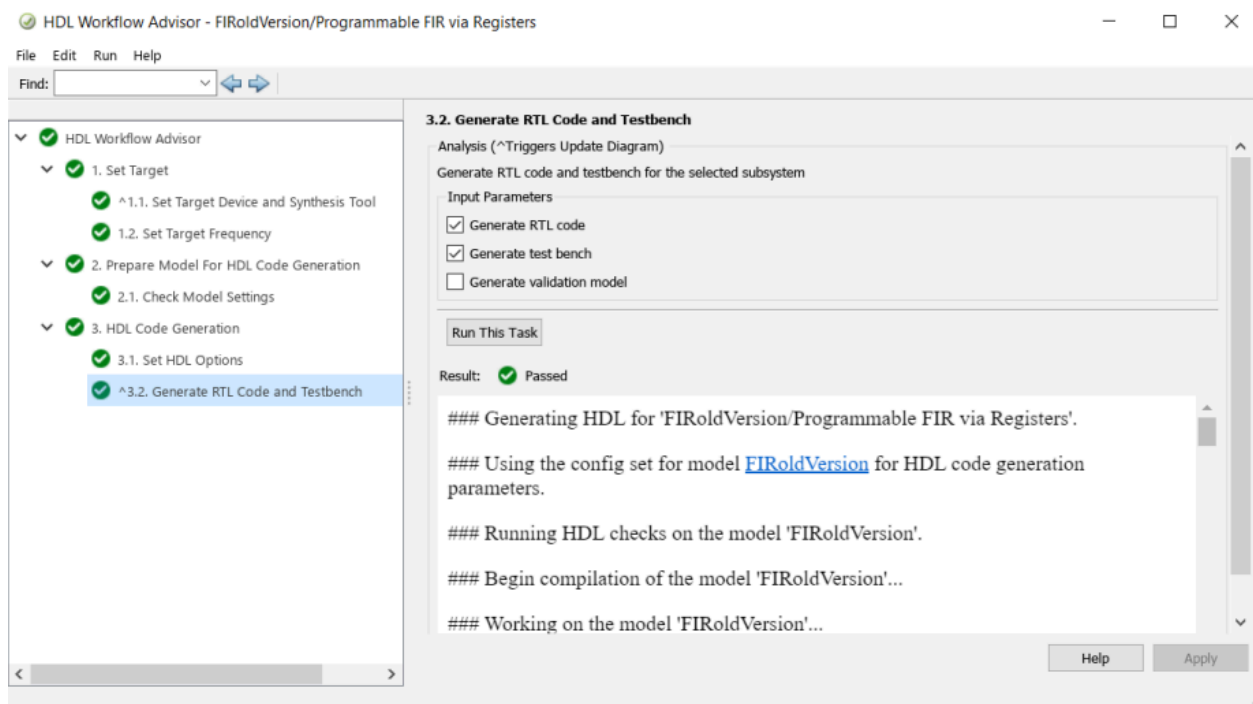 HDL Workflow Advisor - FIRoldVersion/Programmable FIR via Registers
File Edit Run Help
Find:
HDL Workflow Advisor
1. Set Target
^1.1. Set Target Device and Synthesis Tool
1.2. Set Target Frequency
2. Prepare Model For HDL Code Generation
2.1. Check Model Settings
3. HDL Code Generation
3.1. Set HDL Options
^3.2. Generate RTL Code and Testbench
3.2. Generate RTL Code and Testbench
Analysis (^Triggers Update Diagram)
Generate RTL code and testbench for the selected subsystem
Input Parameters
Generate RTL code
Generate test bench
Generate validation model
Run This Task
Result: Passed
### Generating HDL for 'FIRoldVersion/Programmable FIR via Registers'.
### Using the config set for model FIRoldVersion for HDL code generation
parameters.
### Running HDL checks on the model 'FIRoldVersion'.
### Begin compilation of the model 'FIRoldVersion'...
### Working on the model 'FIRoldVersion'...
Help Apply